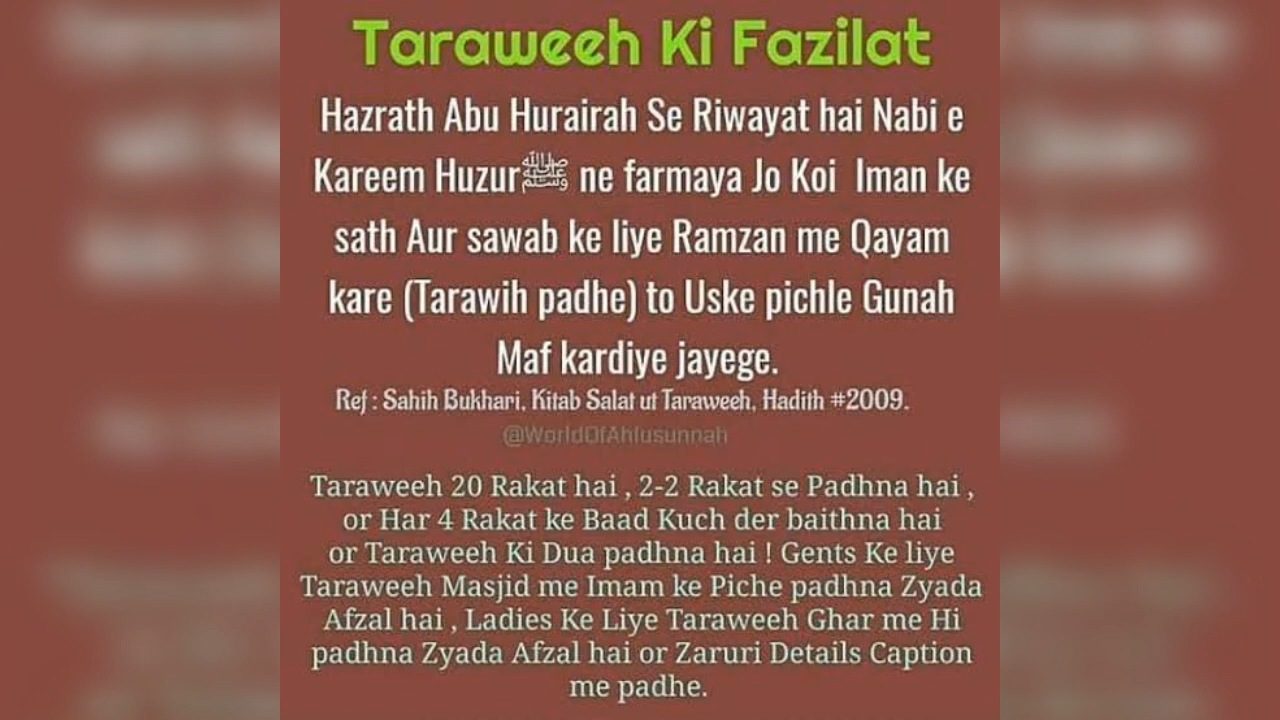 Taraweeh Ki Fazilat
Hazrath Abu Hurairah Se Riwayat hai Nabi e
Kareem Huzurﷺ ne farmaya Jo Koi Iman ke
sath Aur sawab ke liye Ramzan me Qayam
kare (Tarawih padhe) to Uske pichle Gunah
Maf kardiye jayege.
Ref : Sahih Bukhari, Kitab Salat ut Taraweeh, Hadith #2009.
@WorldOfAhlusunnah
Taraweeh 20 Rakat hai , 2-2 Rakat se Padhna hai ,
or Har 4 Rakat ke Baad Kuch der baithna hai
or Taraweeh Ki Dua padhna hai ! Gents Ke liye
Taraweeh Masjid me Imam ke Piche padhna Zyada
Afzal hai , Ladies Ke Liye Taraweeh Ghar me Hi
padhna Zyada Afzal hai or Zaruri Details Caption
me padhe.